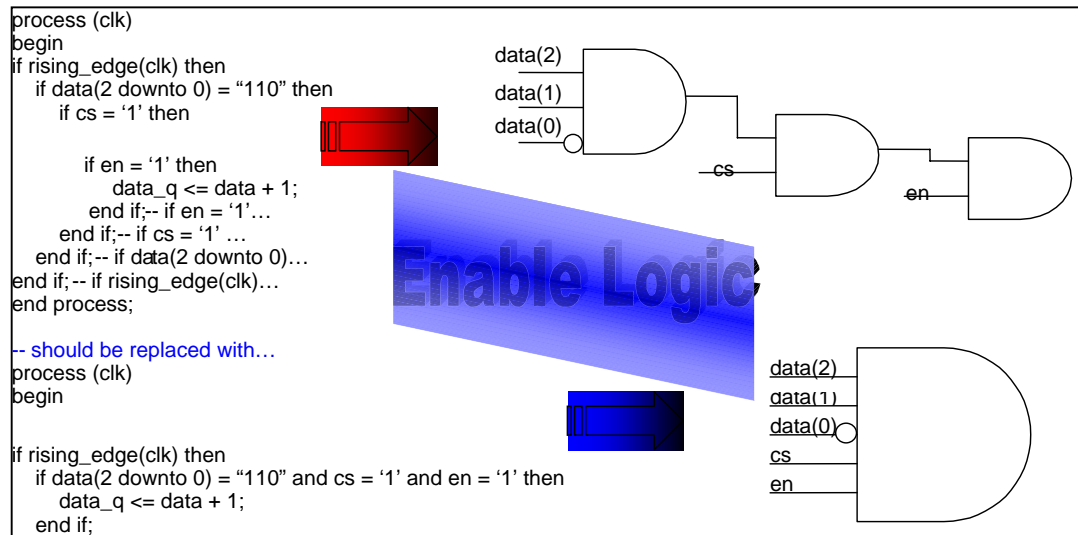 process (clk)
begin
if rising_edge(clk) then
if data(2 downto 0) = “110” then
if cs = ‘1’ then
if en = ‘1’ then
data_q <= data + 1;
end if;-- if en = ‘1’…
end if;-- if cs = ‘1’ …
end if;-- if data(2 downto 0)…
end if;-- if rising_edge(clk)…
end process;
-- should be replaced with…
process (clk)
begin
if rising_edge(clk) then
if data(2 downto 0) = “110” and cs = ‘1’ and en = ‘1’ then
data_q <= data + 1;
end if;
data(2)
data(1)
data(0)
cs
en
Enable Logic
data(2)
data(1)
data(0)
cs
en